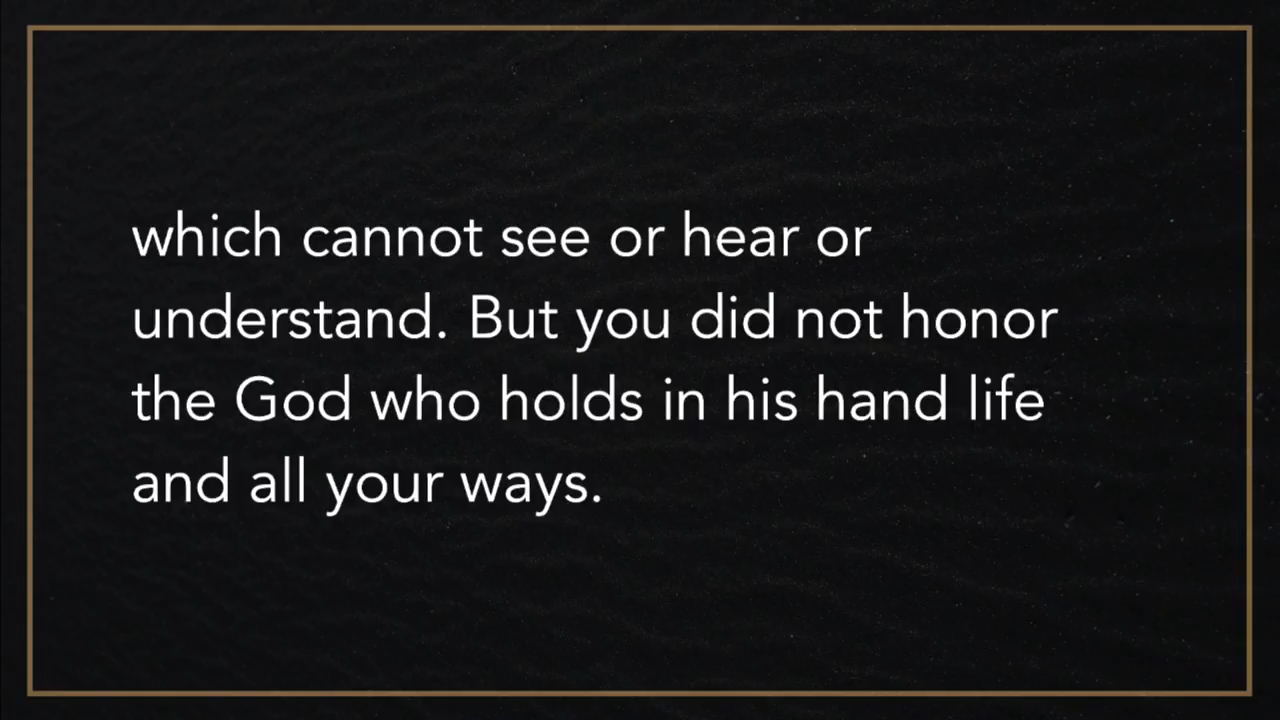 which cannot see or hear or
understand. But you did not honor
the God who holds in his hand life
and all your ways.